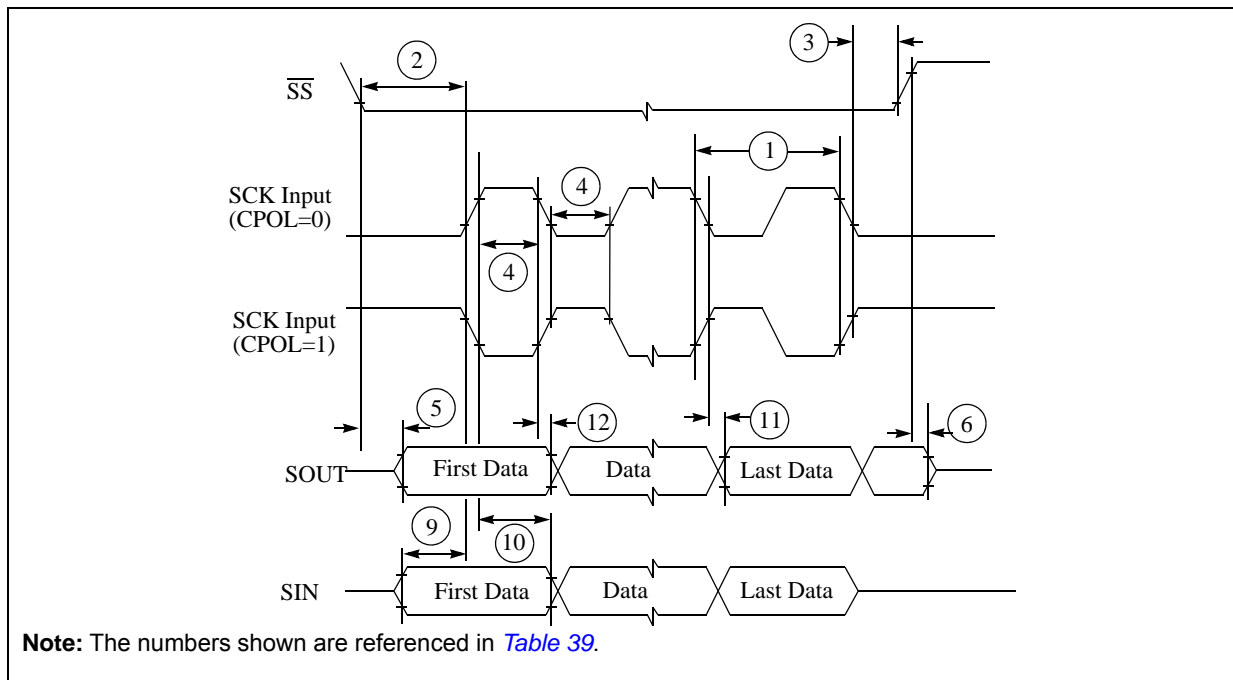 3
2
SS
1
SCK Input
(CPOL=0)
4
4
SCK Input
(CPOL=1)
5
12
11
6
SOUT
First Data
Data
Last Data
9
10
SIN
First Data
Data
Last Data
Note: The numbers shown are referenced in Table 39.